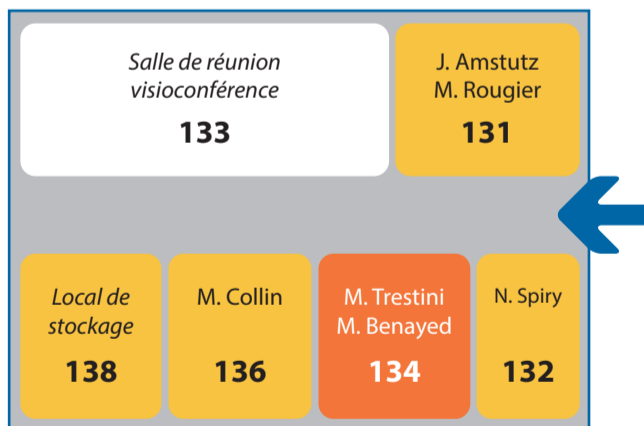 Salle de réunion
visioconférence
133
J. Amstutz
M. Rougier
131
Local de
stockage
138
M. Collin
136
M. Trestini
M. Benayed
134
N. Spiry
132